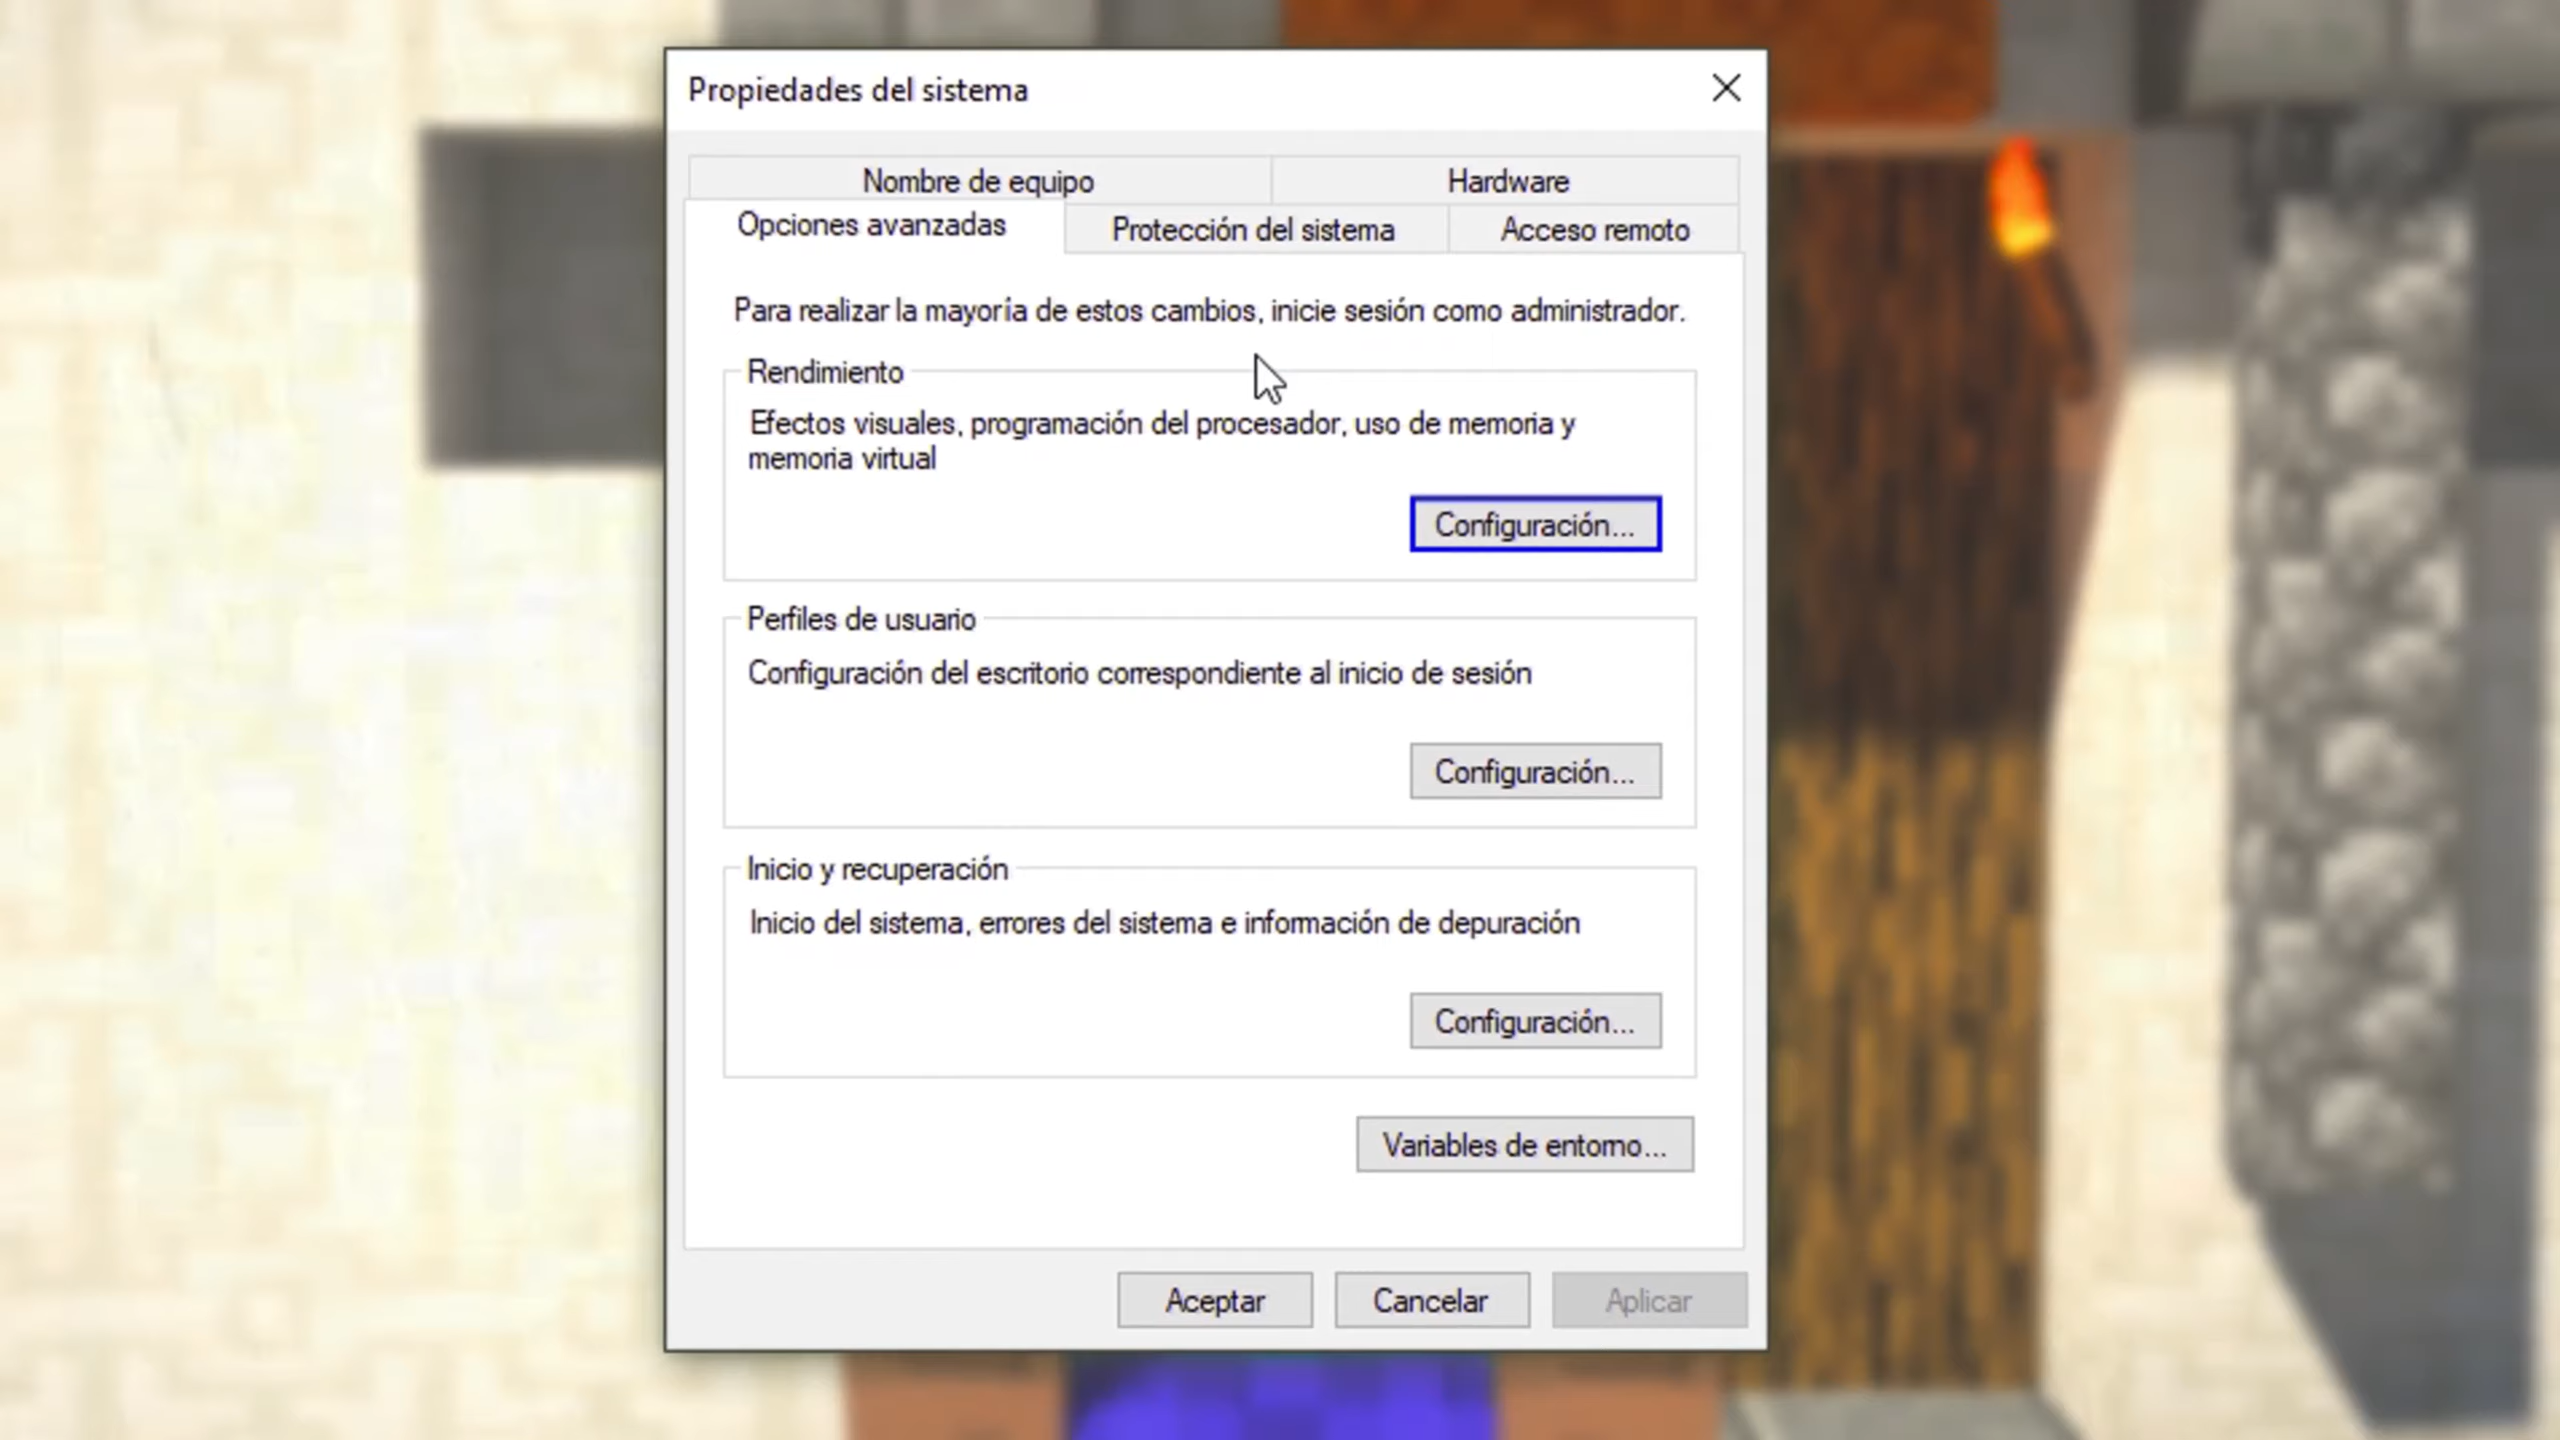 Propiedades del sistema
Nombre de equipo
Hardware
Opciones avanzadas
Protección del sistema
Acceso remoto
Para realizar la mayoría de estos cambios, inicie sesión como administrador.
Rendimiento
Efectos visuales, programación del procesador, uso de memoria y
memoria virtual
Configuración...
Perfiles de usuario
Configuración del escritorio correspondiente al inicio de sesión
Configuración...
Inicio y recuperación
Inicio del sistema, errores del sistema e información de depuración
Configuración...
Variables de entorno...
Aceptar
Cancelar
Aplicar